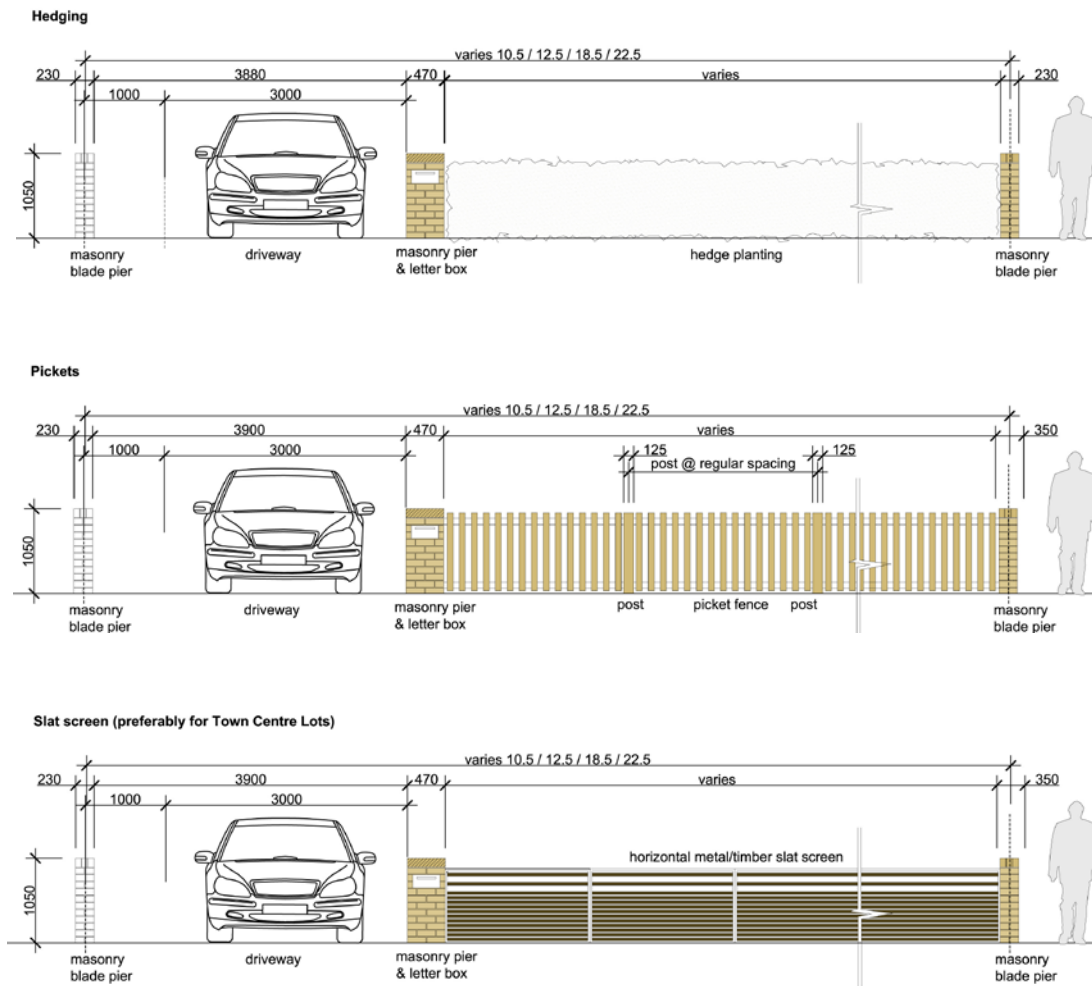 Hedging
varies 10.5 / 12.5 / 18.5 / 22.5
230 3880 470 varies 230
1000 3000
1050
masonry
blade pier
driveway
masonry pier
& letter box
hedge planting
masonry
blade pier
Pickets
varies 10.5 / 12.5 / 18.5 / 22.5
230 3900 470 varies 350
1000 3000 125 125
post @ regular spacing
1050
masonry
blade pier
driveway
masonry pier
& letter box
post picket fence post
masonry
blade pier
Slat screen (preferably for Town Centre Lots)
varies 10.5 / 12.5 / 18.5 / 22.5
230 3900 470 varies 350
1000 3000
horizontal metal/timber slat screen
1050
masonry
blade pier
driveway
masonry pier
& letter box
masonry
blade pier